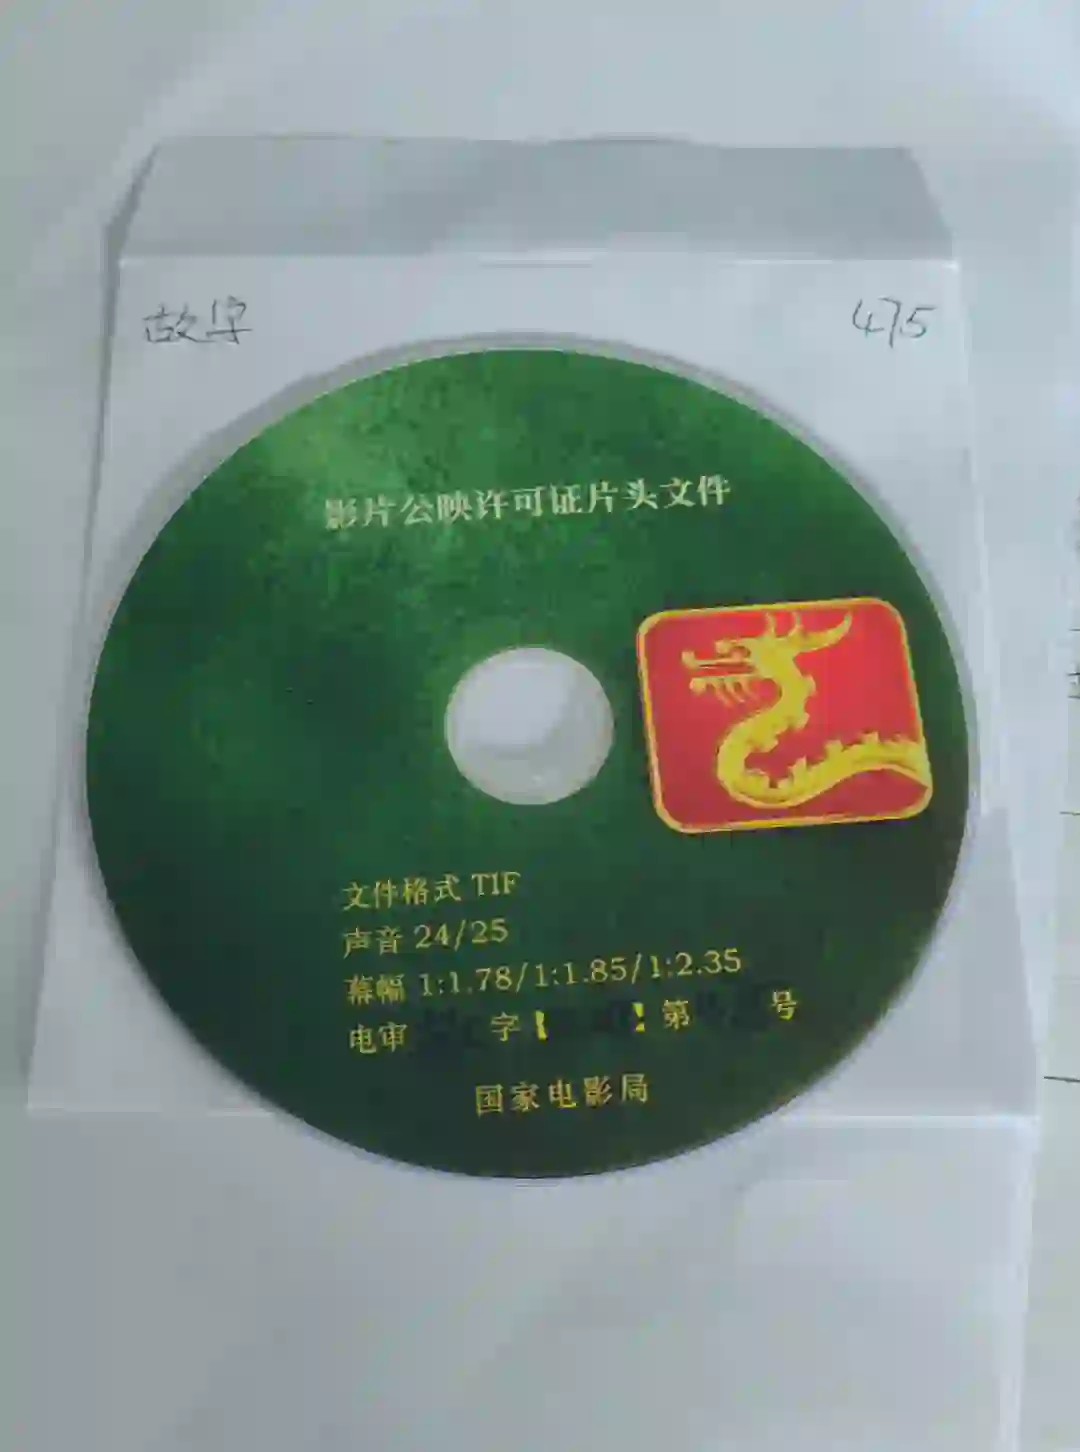 故字 475
影片公映许可证片头文件
文件格式 TIF
声音 24/25
幕幅 1:1.78/1:1.85/1:2.35
电审 字【 】第 号
国家电影局